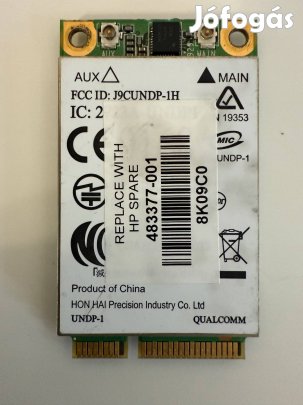 Jófogás
AUX
MAIN
FCC ID: J9CUNDP-1H
IC: 2
N 19353
UNDP-1
REPLACE WITH
HP SPARE
483377-001
8K09C0
Product of China
HON HAI Precision Industry Co. Ltd
UNDP-1
QUALCOMM